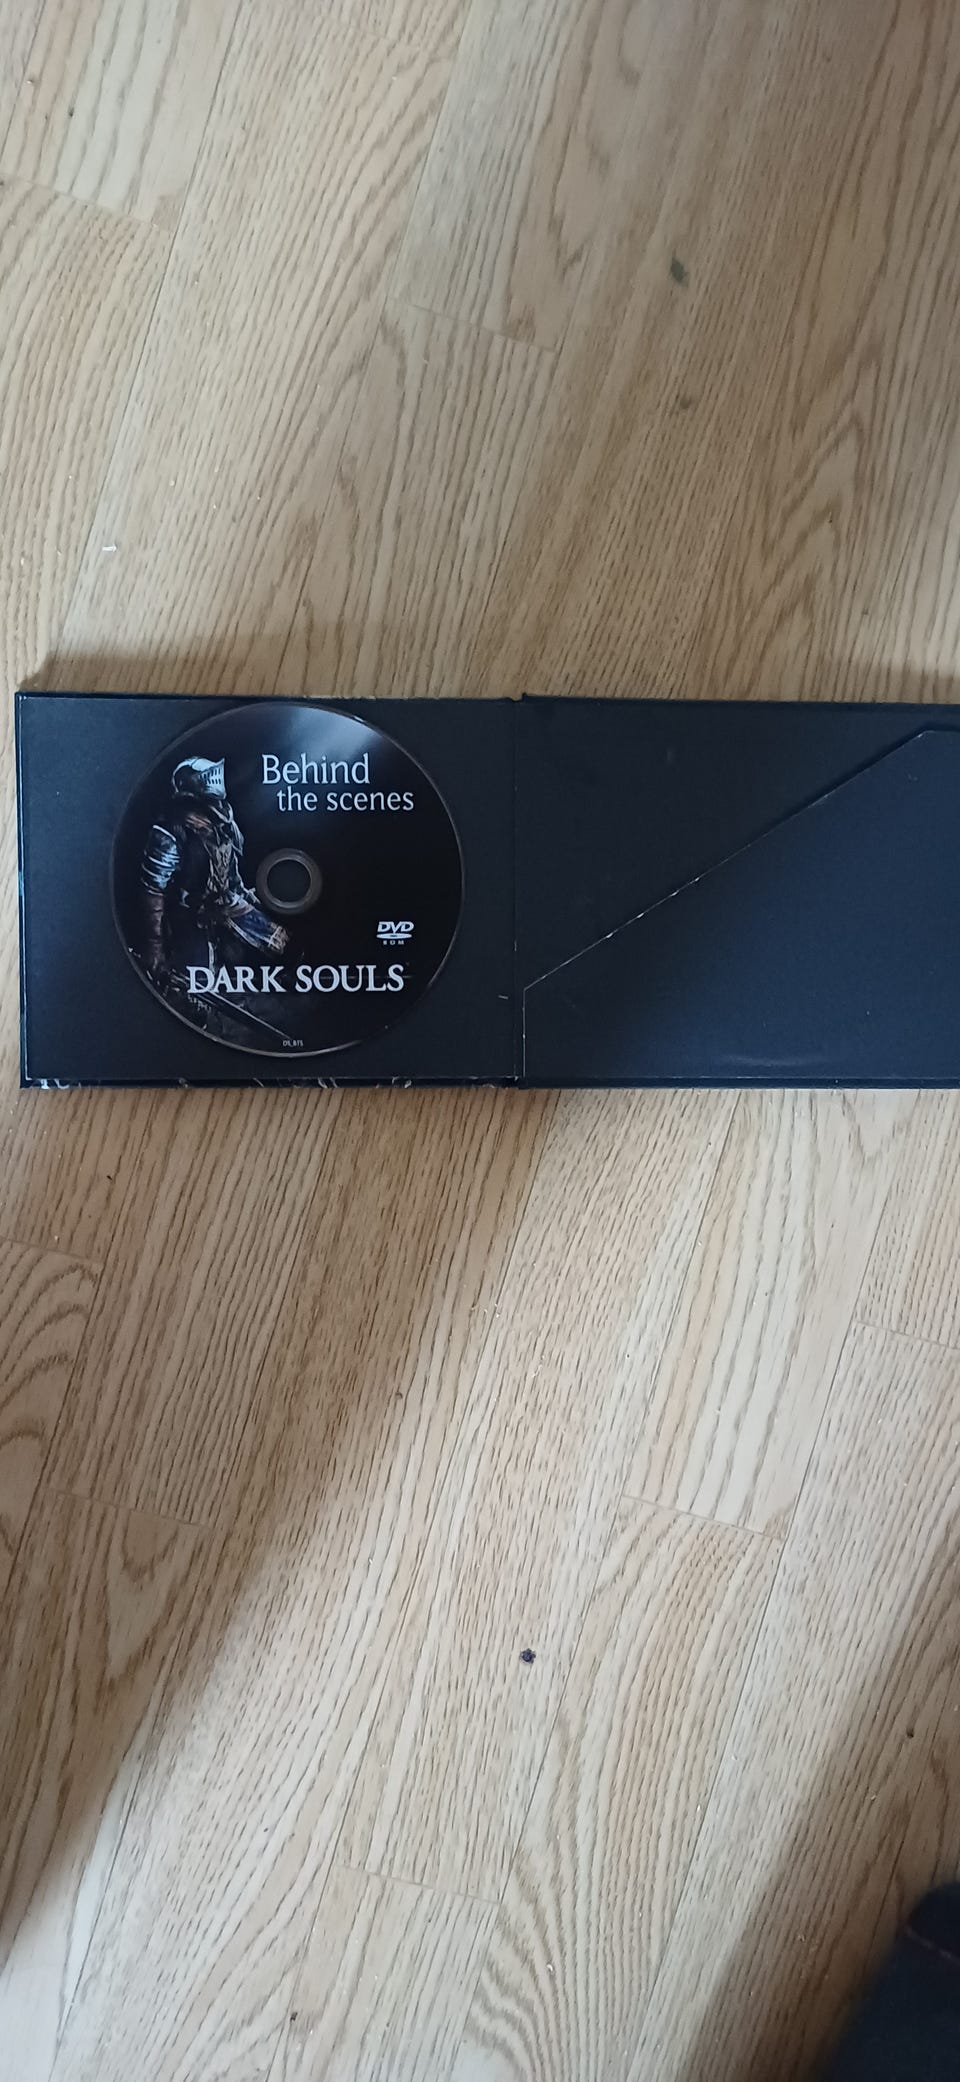 Behind
the scenes
DVD
ROM
DARK SOULS
DS_BTS